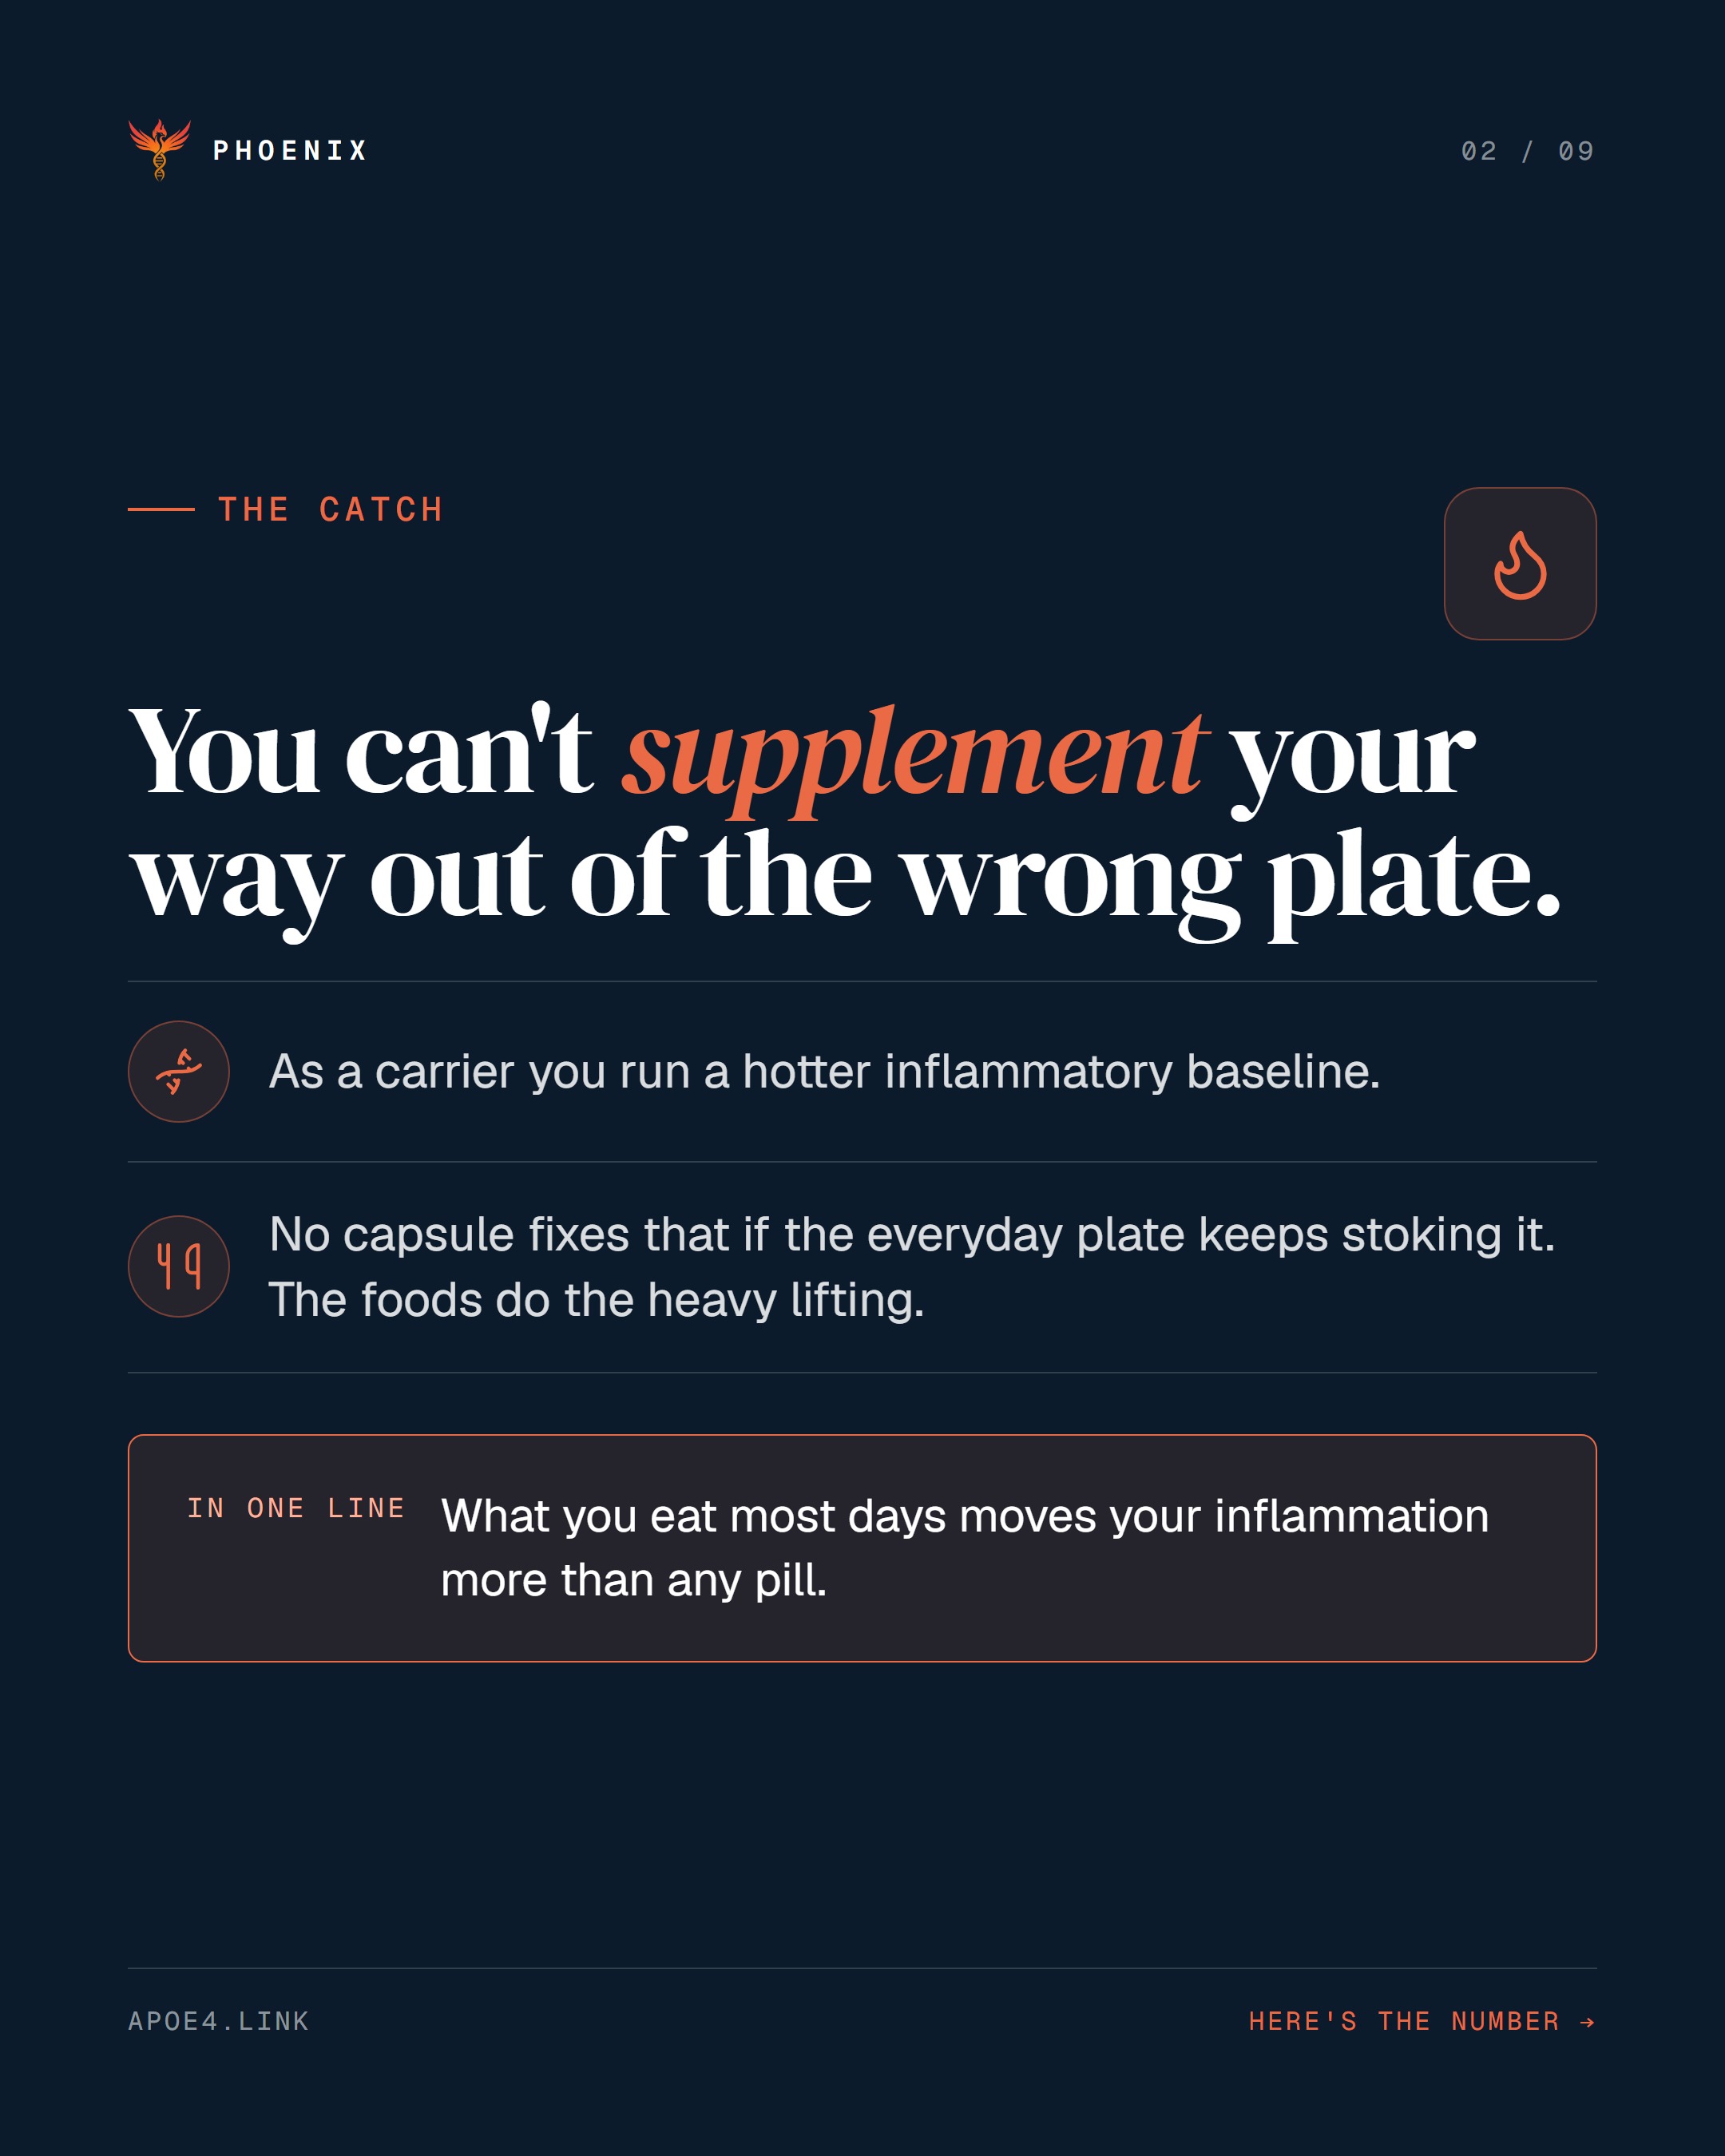 PHOENIX
02 / 09
THE CATCH
You can't supplement your
way out of the wrong plate.
As a carrier you run a hotter inflammatory baseline.
No capsule fixes that if the everyday plate keeps stoking it.
The foods do the heavy lifting.
IN ONE LINE
What you eat most days moves your inflammation
more than any pill.
APOE4.LINK
HERE'S THE NUMBER →